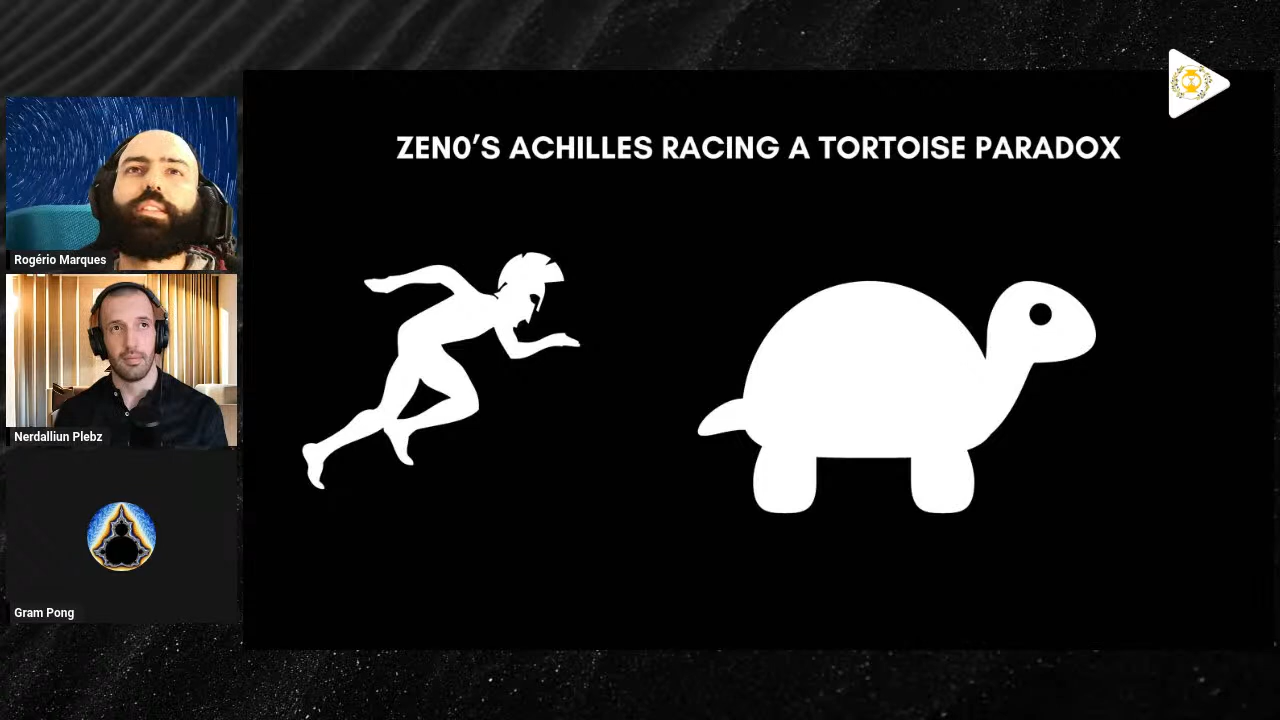 ZEN0'S ACHILLES RACING A TORTOISE PARADOX
Rogério Marques
Nerdalliun Plebz
Gram Pong